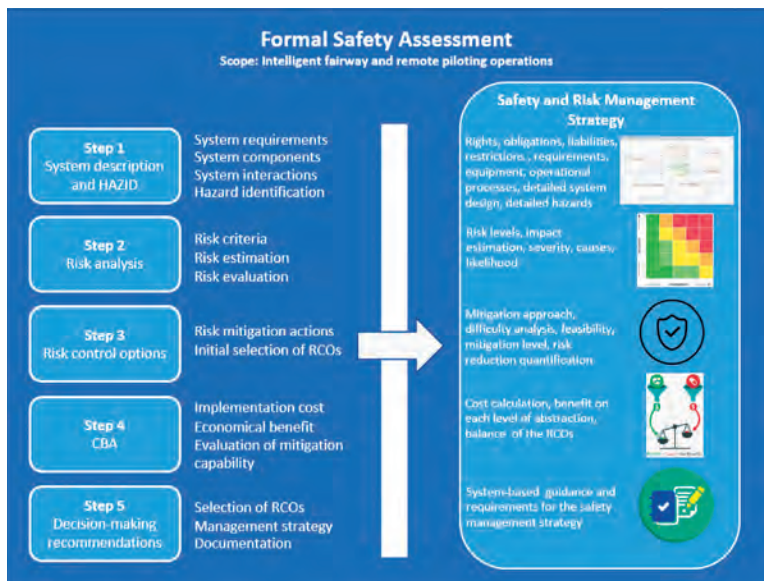 Formal Safety Assessment
Scope: Intelligent fairway and remote piloting operations
Step 1
System description
and HAZID
System requirements
System components
System interactions
Hazard identification
Step 2
Risk analysis
Risk criteria
Risk estimation
Risk evaluation
Step 3
Risk control options
Risk mitigation actions
Initial selection of RCOs
Step 4
CBA
Implementation cost
Economical benefit
Evaluation of mitigation
capability
Step 5
Decision-making
recommendations
Selection of RCOs
Management strategy
Documentation
Safety and Risk Management
Strategy
Rights, obligations, liabilities,
restrictions, requirements,
equipment, operational
processes, detailed system
design, detailed hazards
Risk levels, impact
estimation, severity, causes,
likelihood
Mitigation approach,
difficulty analysis, feasibility,
mitigation level, risk
reduction quantification
Cost calculation, benefit on
each level of abstraction,
balance of the RCOs
System-based guidance and
requirements for the safety
management strategy